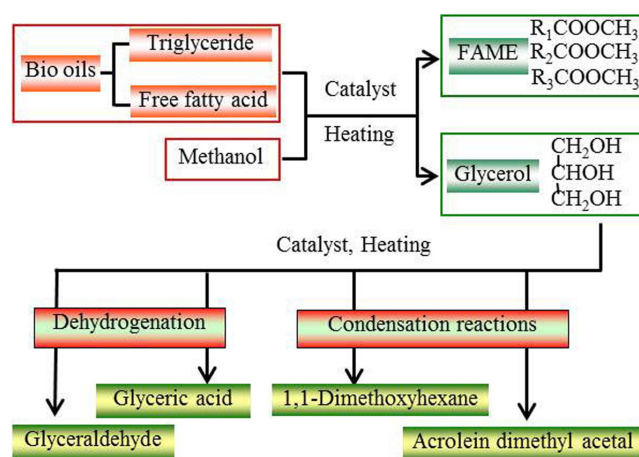 Bio oils
Triglyceride
Free fatty acid
Methanol
Catalyst
Heating
FAME
R₁COOCH₃
R₂COOCH₃
R₃COOCH₃
Glycerol
CH₂OH
CHOH
CH₂OH
Catalyst, Heating
Dehydrogenation
Condensation reactions
Glyceric acid
1,1-Dimethoxyhexane
Glyceraldehyde
Acrolein dimethyl acetal